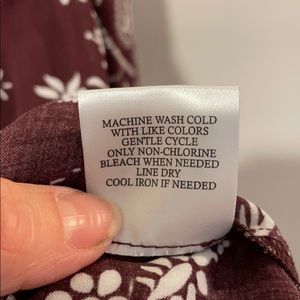 MACHINE WASH COLD
WITH LIKE COLORS
GENTLE CYCLE
ONLY NON-CHLORINE
BLEACH WHEN NEEDED
LINE DRY
COOL IRON IF NEEDED